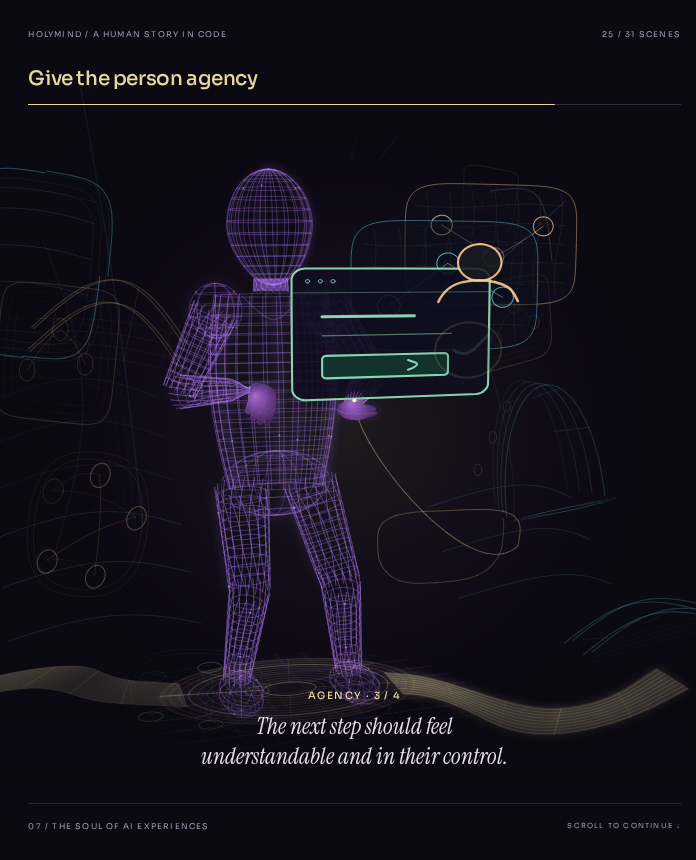 HOLYMIND / A HUMAN STORY IN CODE
25 / 31 SCENES
Give the person agency
AGENCY · 3 / 4
The next step should feel
understandable and in their control.
07 / THE SOUL OF AI EXPERIENCES
SCROLL TO CONTINUE ↓